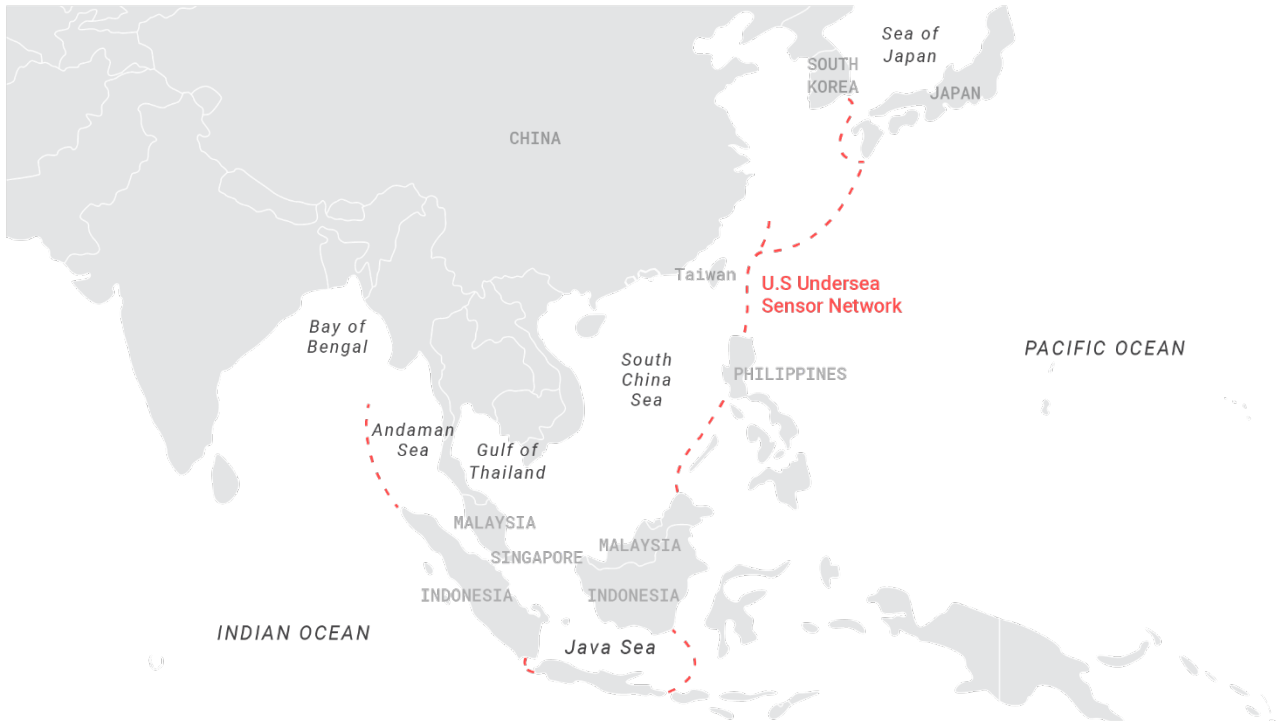 Sea of
Japan
SOUTH
KOREA
JAPAN
CHINA
Taiwan
U.S Undersea
Sensor Network
Bay of
Bengal
South
China
Sea
PACIFIC OCEAN
PHILIPPINES
Andaman
Sea
Gulf of
Thailand
MALAYSIA
SINGAPORE
MALAYSIA
INDONESIA
INDONESIA
INDIAN OCEAN
Java Sea